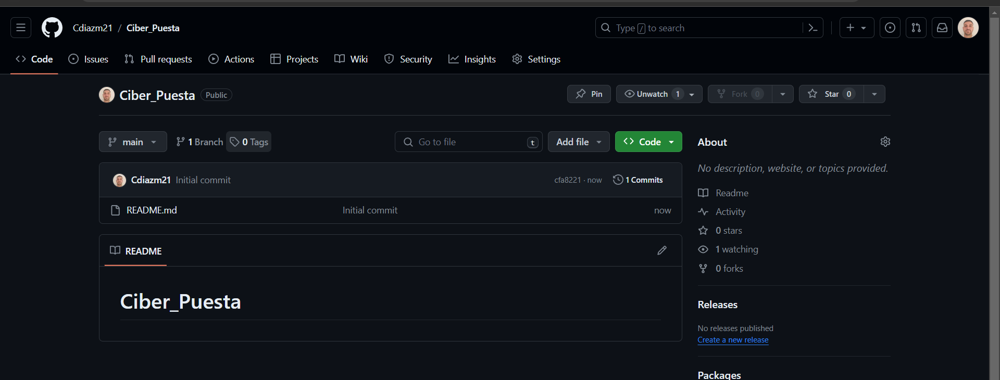 Cdiazm21 / Ciber_Puesta
Type / to search
Code Issues Pull requests Actions Projects Wiki Security Insights Settings
Ciber_Puesta Public
Pin Unwatch 1 Fork 0 Star 0
main 1 Branch 0 Tags
Go to file t Add file Code
Cdiazm21 Initial commit cfa8221 · now 1 Commits
README.md Initial commit now
README
Ciber_Puesta
About
No description, website, or topics provided.
Readme
Activity
0 stars
1 watching
0 forks
Releases
No releases published
Create a new release
Packages